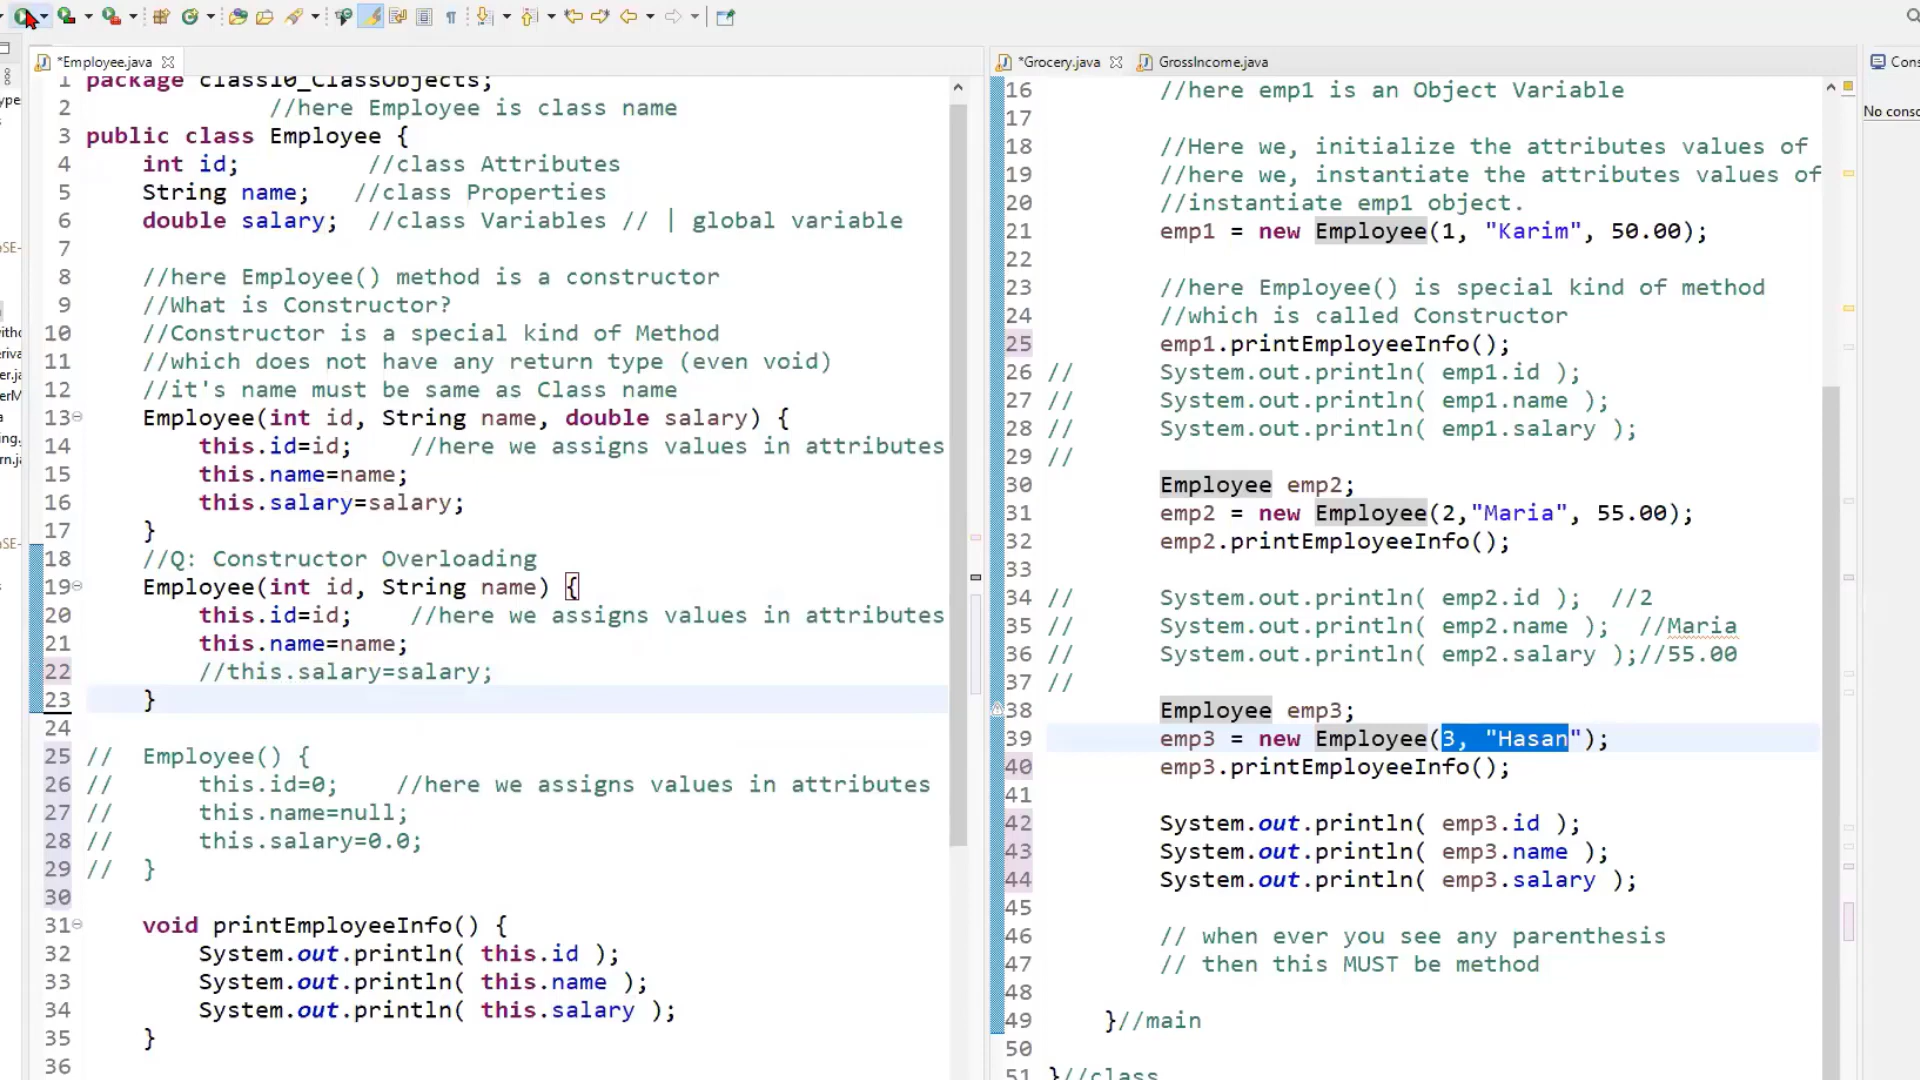 *Employee.java
1 package class10_ClassObjects;
2 //here Employee is class name
3 public class Employee {
4 int id; //class Attributes
5 String name; //class Properties
6 double salary; //class Variables // | global variable
7
8 //here Employee() method is a constructor
9 //What is Constructor?
10 //Constructor is a special kind of Method
11 //which does not have any return type (even void)
12 //it's name must be same as Class name
13 Employee(int id, String name, double salary) {
14 this.id=id; //here we assigns values in attributes
15 this.name=name;
16 this.salary=salary;
17 }
18 //Q: Constructor Overloading
19 Employee(int id, String name) {
20 this.id=id; //here we assigns values in attributes
21 this.name=name;
22 //this.salary=salary;
23 }
24
25 // Employee() {
26 // this.id=0; //here we assigns values in attributes
27 // this.name=null;
28 // this.salary=0.0;
29 // }
30
31 void printEmployeeInfo() {
32 System.out.println( this.id );
33 System.out.println( this.name );
34 System.out.println( this.salary );
35 }
36
*Grocery.java GrossIncome.java
16 //here emp1 is an Object Variable
17
18 //Here we, initialize the attributes values of
19 //here we, instantiate the attributes values of
20 //instantiate emp1 object.
21 emp1 = new Employee(1, "Karim", 50.00);
22
23 //here Employee() is special kind of method
24 //which is called Constructor
25 emp1.printEmployeeInfo();
26 // System.out.println( emp1.id );
27 // System.out.println( emp1.name );
28 // System.out.println( emp1.salary );
29 //
30 Employee emp2;
31 emp2 = new Employee(2,"Maria", 55.00);
32 emp2.printEmployeeInfo();
33
34 // System.out.println( emp2.id ); //2
35 // System.out.println( emp2.name ); //Maria
36 // System.out.println( emp2.salary );//55.00
37 //
38 Employee emp3;
39 emp3 = new Employee(3, "Hasan");
40 emp3.printEmployeeInfo();
41
42 System.out.println( emp3.id );
43 System.out.println( emp3.name );
44 System.out.println( emp3.salary );
45
46 // when ever you see any parenthesis
47 // then this MUST be method
48
49 }//main
50
51 }//class
Cons
No conso